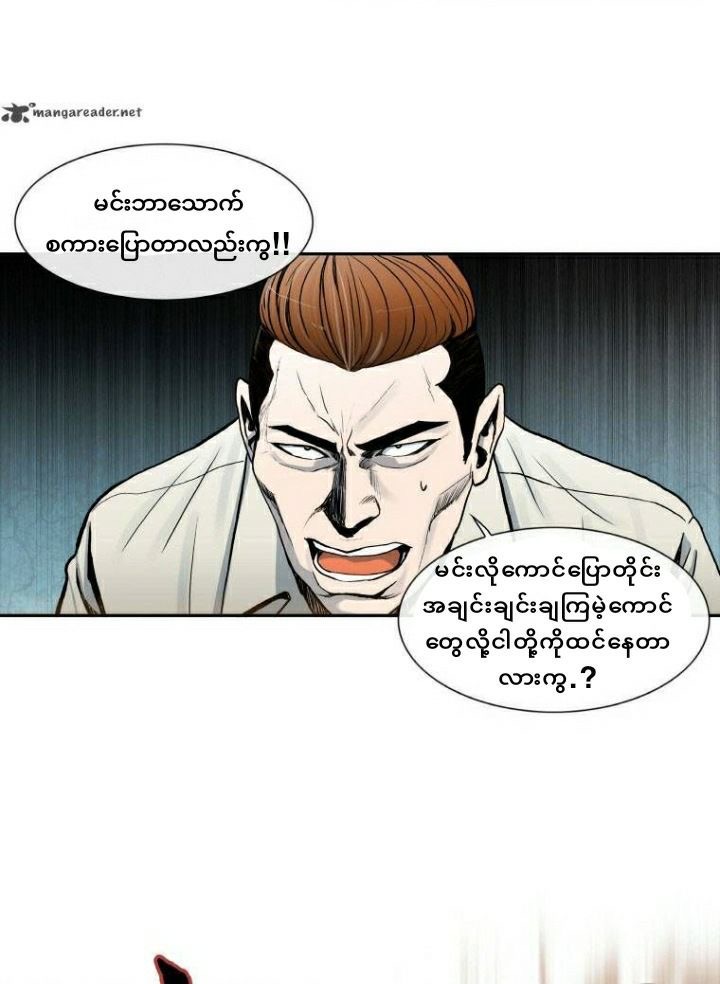 mangareader.net
မင်းဘာသောက်
စကားပြောတာလည်းကွ!!
မင်းလိုကောင်ပြောတိုင်း
အချင်းချင်းချကြမဲ့ကောင်
တွေလို့ငါတို့ကိုထင်နေတာ
လားကွ.?